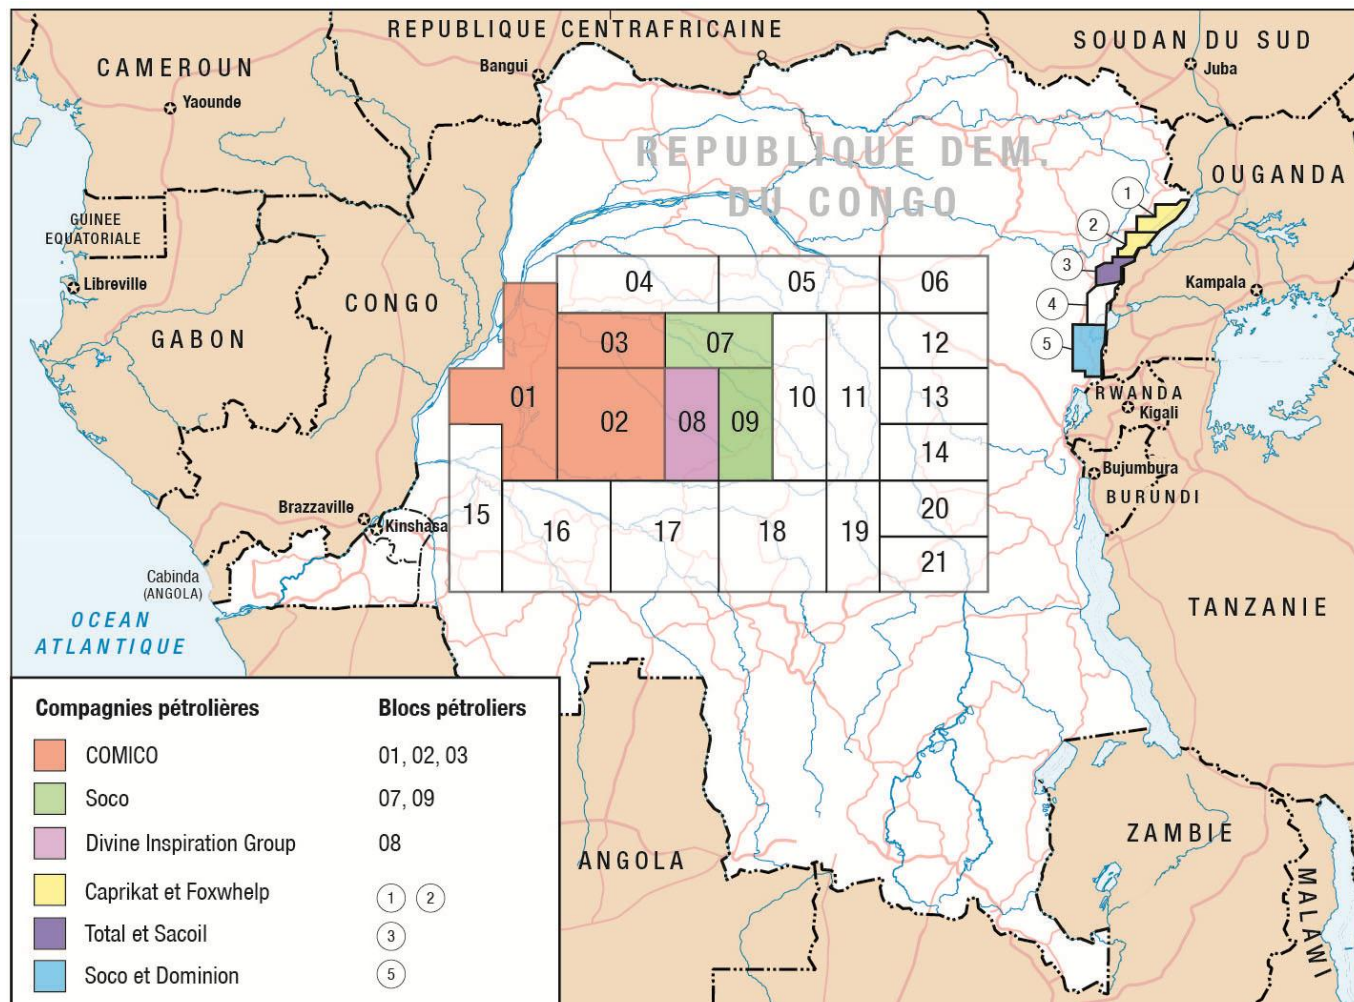 REPUBLIQUE CENTRAFRICAINE
SOUDAN DU SUD
CAMEROUN
Bangui
Juba
Yaounde
REPUBLIQUE DEM.
DU CONGO
OUGANDA
1
GUINEE
EQUATORIALE
2
3
Libreville
04
05
06
Kampala
CONGO
4
GABON
03
07
12
5
01
02
08
09
10
11
13
RWANDA
Kigali
14
Bujumbura
BURUNDI
Brazzaville
Kinshasa
15
16
17
18
19
20
21
Cabinda
(ANGOLA)
OCEAN
ATLANTIQUE
TANZANIE
Compagnies pétrolières Blocs pétroliers
COMICO 01, 02, 03
Soco 07, 09
Divine Inspiration Group 08
Caprikat et Foxwhelp 1 2
Total et Sacoil 3
Soco et Dominion 5
ANGOLA
ZAMBIE
MALAWI